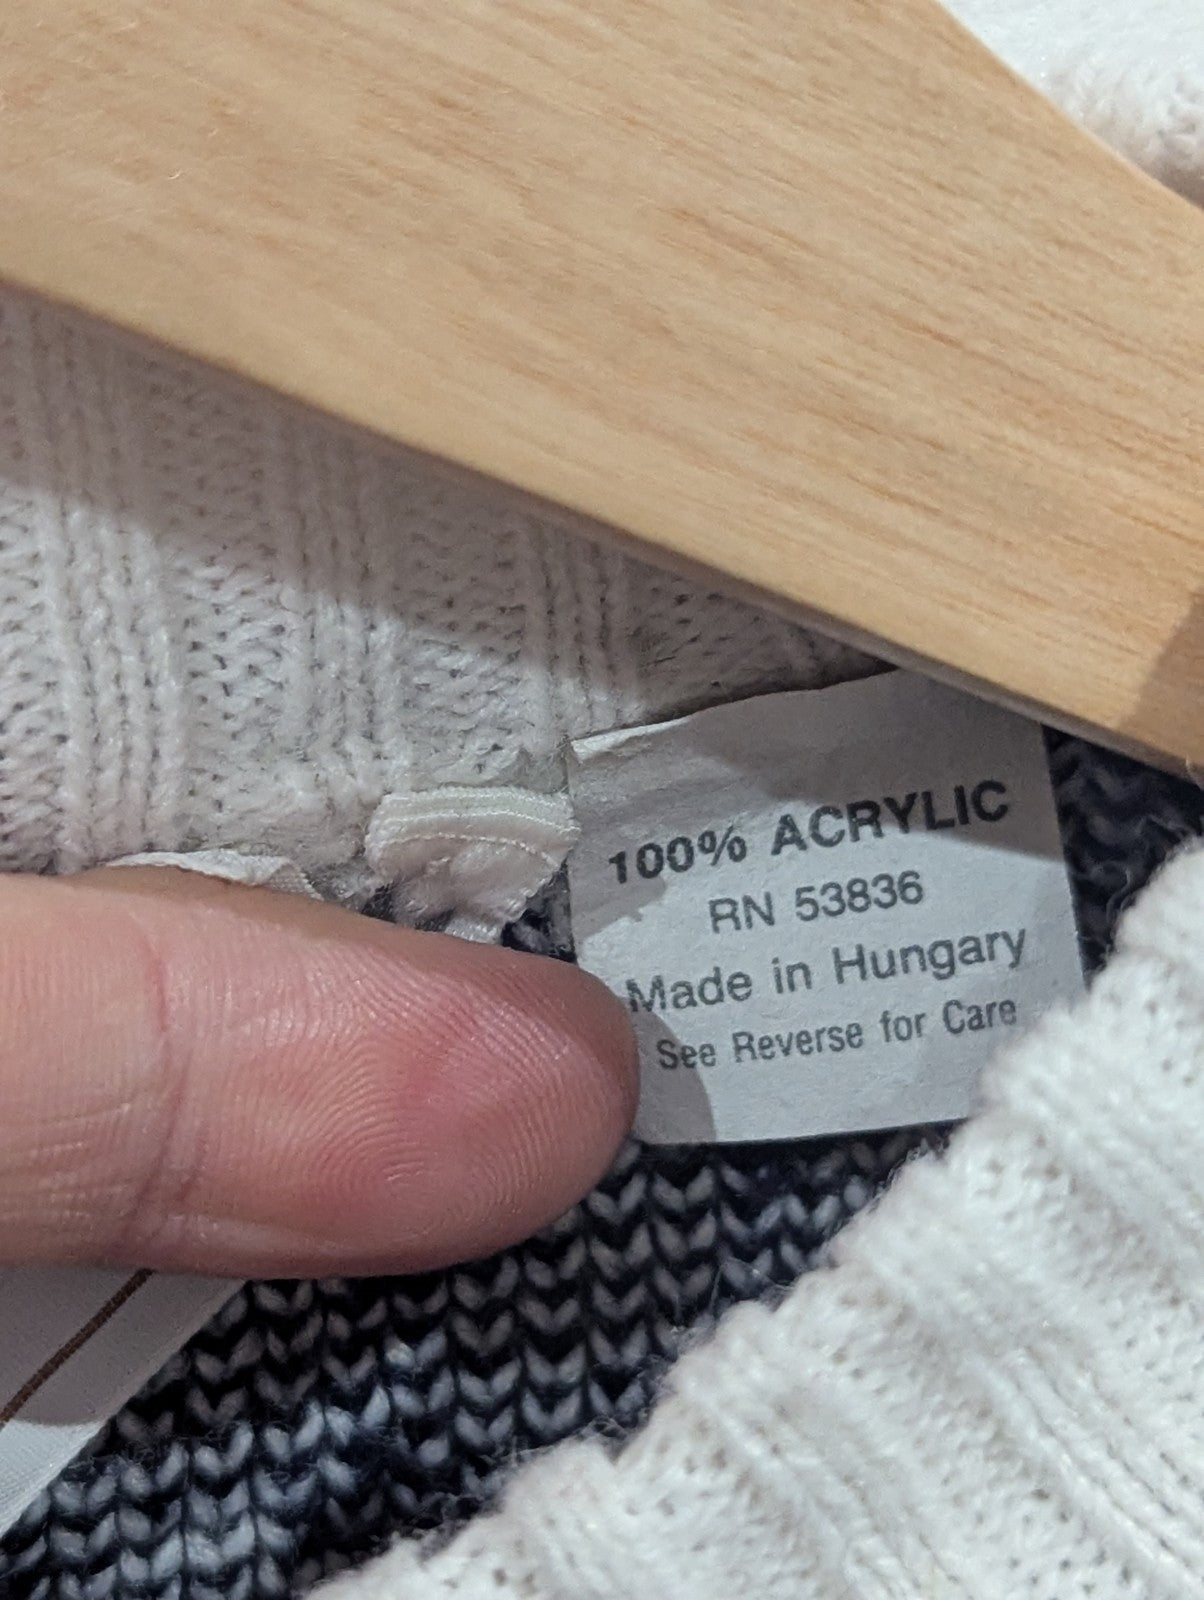 100% ACRYLIC
RN 53836
Made in Hungary
See Reverse for Care